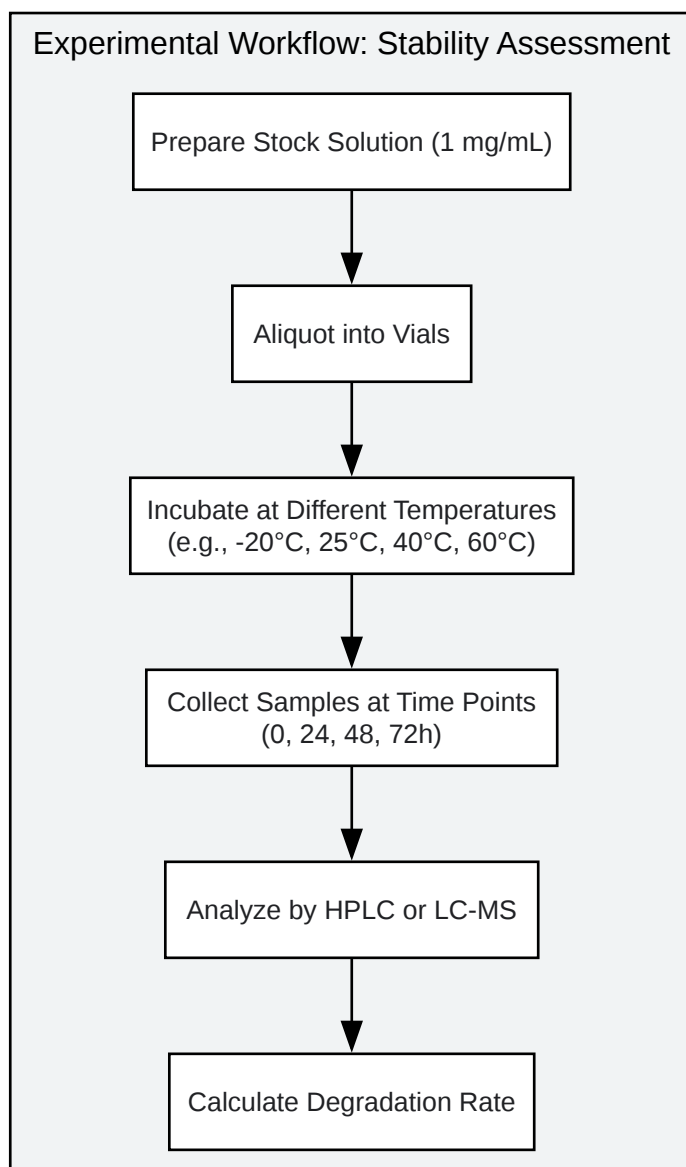 Experimental Workflow: Stability Assessment
Prepare Stock Solution (1 mg/mL)
Aliquot into Vials
Incubate at Different Temperatures
(e.g., -20°C, 25°C, 40°C, 60°C)
Collect Samples at Time Points
(0, 24, 48, 72h)
Analyze by HPLC or LC-MS
Calculate Degradation Rate